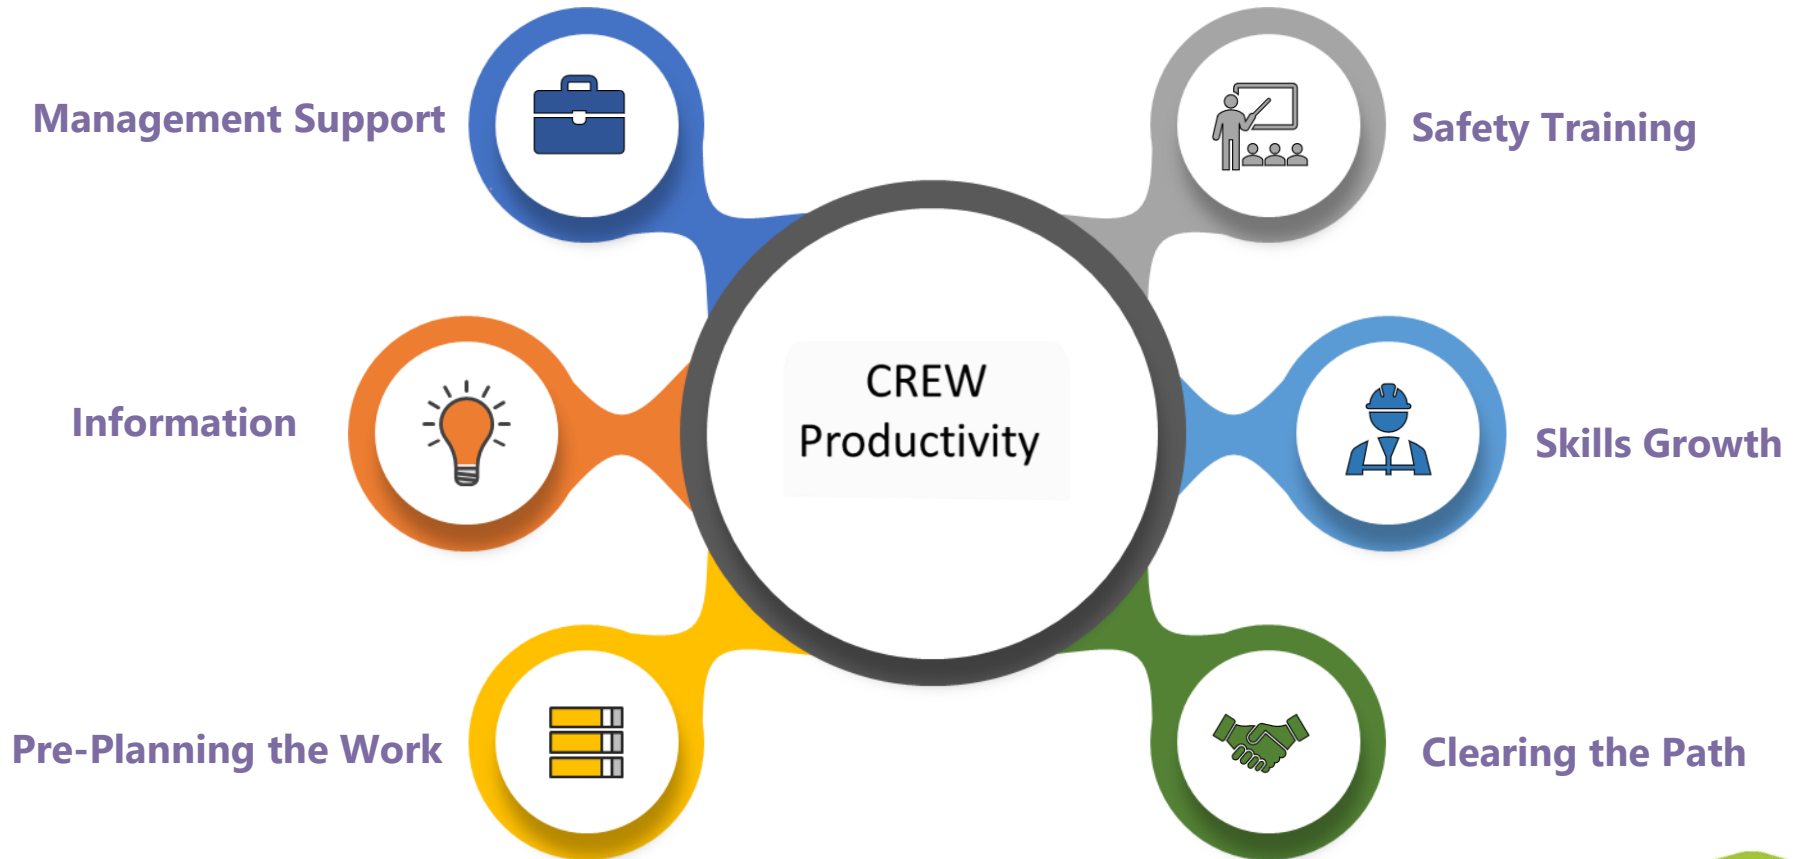 Management Support
Safety Training
CREW
Productivity
Information
Skills Growth
Pre-Planning the Work
Clearing the Path